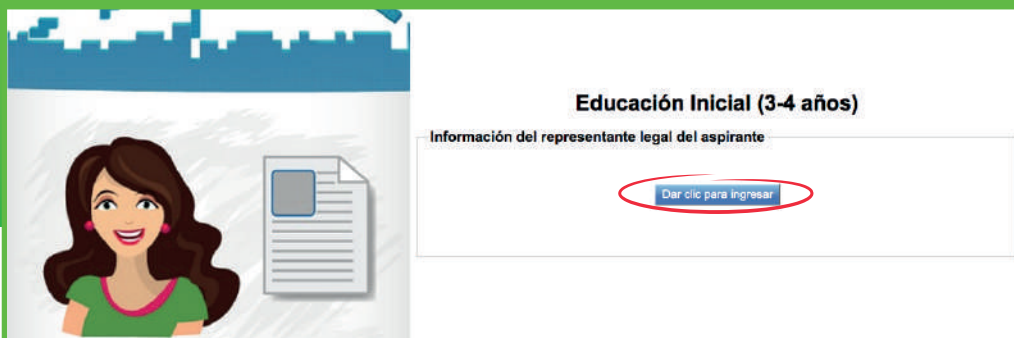 Educación Inicial (3-4 años)
Información del representante legal del aspirante
Dar clic para ingresar